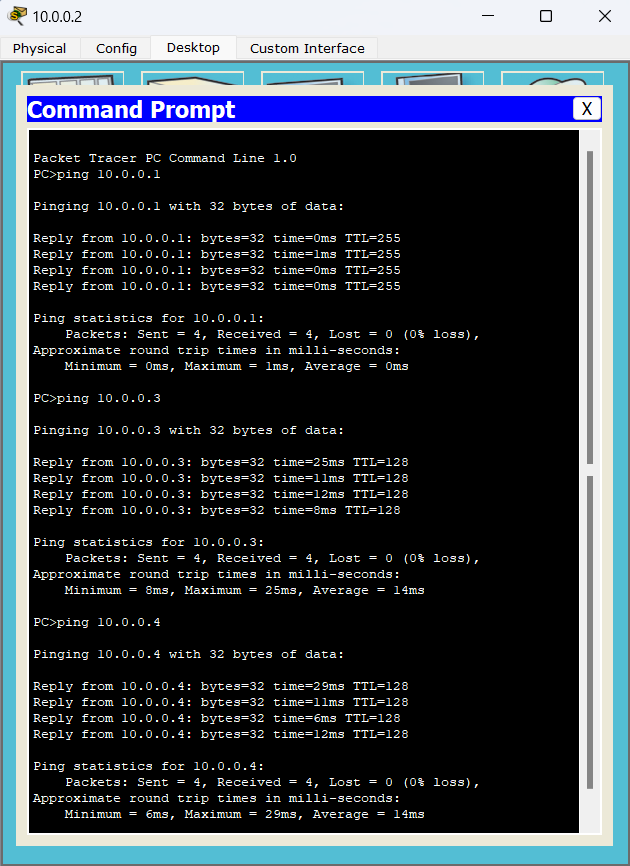 10.0.0.2
Physical Config Desktop Custom Interface
Command Prompt X
Packet Tracer PC Command Line 1.0
PC>ping 10.0.0.1
Pinging 10.0.0.1 with 32 bytes of data:
Reply from 10.0.0.1: bytes=32 time=0ms TTL=255
Reply from 10.0.0.1: bytes=32 time=1ms TTL=255
Reply from 10.0.0.1: bytes=32 time=0ms TTL=255
Reply from 10.0.0.1: bytes=32 time=0ms TTL=255
Ping statistics for 10.0.0.1:
Packets: Sent = 4, Received = 4, Lost = 0 (0% loss),
Approximate round trip times in milli-seconds:
Minimum = 0ms, Maximum = 1ms, Average = 0ms
PC>ping 10.0.0.3
Pinging 10.0.0.3 with 32 bytes of data:
Reply from 10.0.0.3: bytes=32 time=25ms TTL=128
Reply from 10.0.0.3: bytes=32 time=11ms TTL=128
Reply from 10.0.0.3: bytes=32 time=12ms TTL=128
Reply from 10.0.0.3: bytes=32 time=8ms TTL=128
Ping statistics for 10.0.0.3:
Packets: Sent = 4, Received = 4, Lost = 0 (0% loss),
Approximate round trip times in milli-seconds:
Minimum = 8ms, Maximum = 25ms, Average = 14ms
PC>ping 10.0.0.4
Pinging 10.0.0.4 with 32 bytes of data:
Reply from 10.0.0.4: bytes=32 time=29ms TTL=128
Reply from 10.0.0.4: bytes=32 time=11ms TTL=128
Reply from 10.0.0.4: bytes=32 time=6ms TTL=128
Reply from 10.0.0.4: bytes=32 time=12ms TTL=128
Ping statistics for 10.0.0.4:
Packets: Sent = 4, Received = 4, Lost = 0 (0% loss),
Approximate round trip times in milli-seconds:
Minimum = 6ms, Maximum = 29ms, Average = 14ms